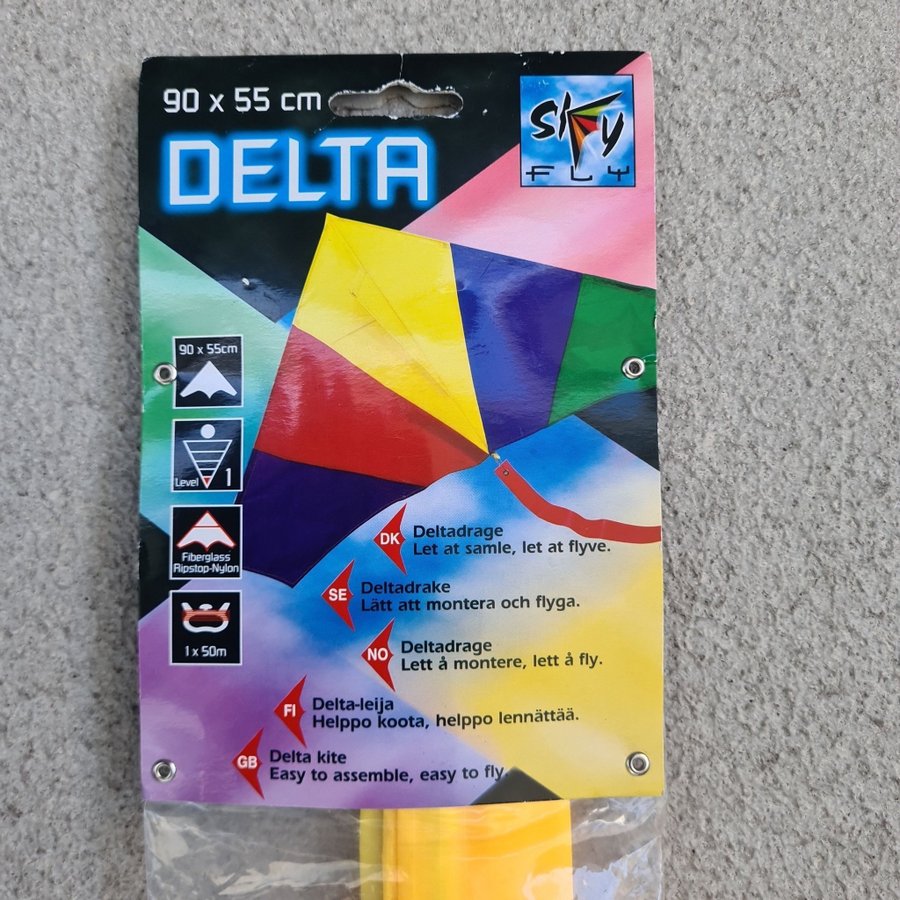 90 x 55 cm
DELTA
sky
FLY
90 x 55cm
Level 1
Fiberglass
Ripstop-Nylon
1 x 50m
DK
Deltadrage
Let at samle, let at flyve.
SE
Deltadrake
Lätt att montera och flyga.
NO
Deltadrage
Lett å montere, lett å fly.
FI
Delta-leija
Helppo koota, helppo lennättää.
GB
Delta kite
Easy to assemble, easy to fly.